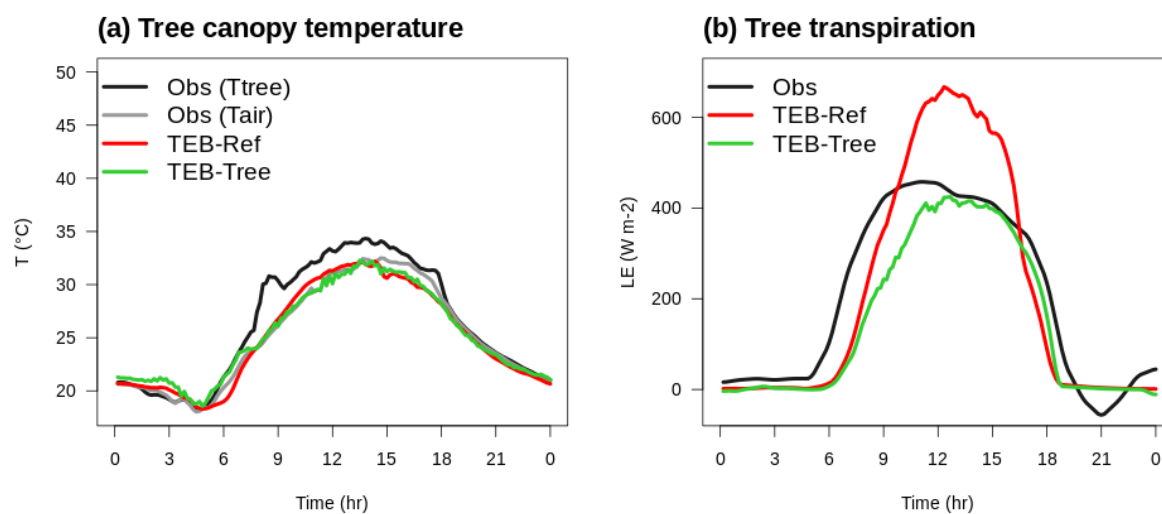 (a) Tree canopy temperature
T (°C)
50
45
40
35
30
25
20
Obs (Ttree)
Obs (Tair)
TEB-Ref
TEB-Tree
0 3 6 9 12 15 18 21 0
Time (hr)
(b) Tree transpiration
LE (W m-2)
600
400
200
0
Obs
TEB-Ref
TEB-Tree
0 3 6 9 12 15 18 21 0
Time (hr)